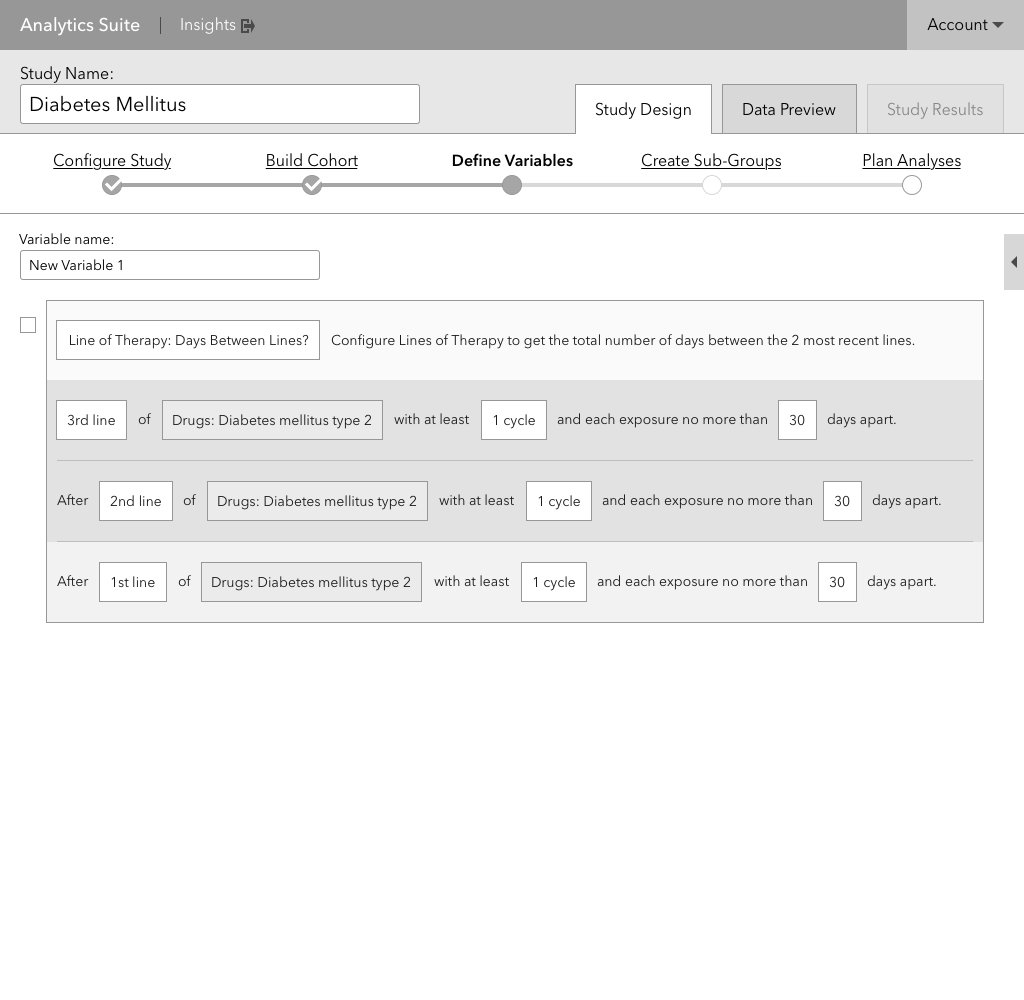 Analytics Suite | Insights Account
Study Name:
Diabetes Mellitus
Study Design Data Preview Study Results
Configure Study Build Cohort Define Variables Create Sub-Groups Plan Analyses
Variable name:
New Variable 1
Line of Therapy: Days Between Lines? Configure Lines of Therapy to get the total number of days between the 2 most recent lines.
3rd line of Drugs: Diabetes mellitus type 2 with at least 1 cycle and each exposure no more than 30 days apart.
After 2nd line of Drugs: Diabetes mellitus type 2 with at least 1 cycle and each exposure no more than 30 days apart.
After 1st line of Drugs: Diabetes mellitus type 2 with at least 1 cycle and each exposure no more than 30 days apart.